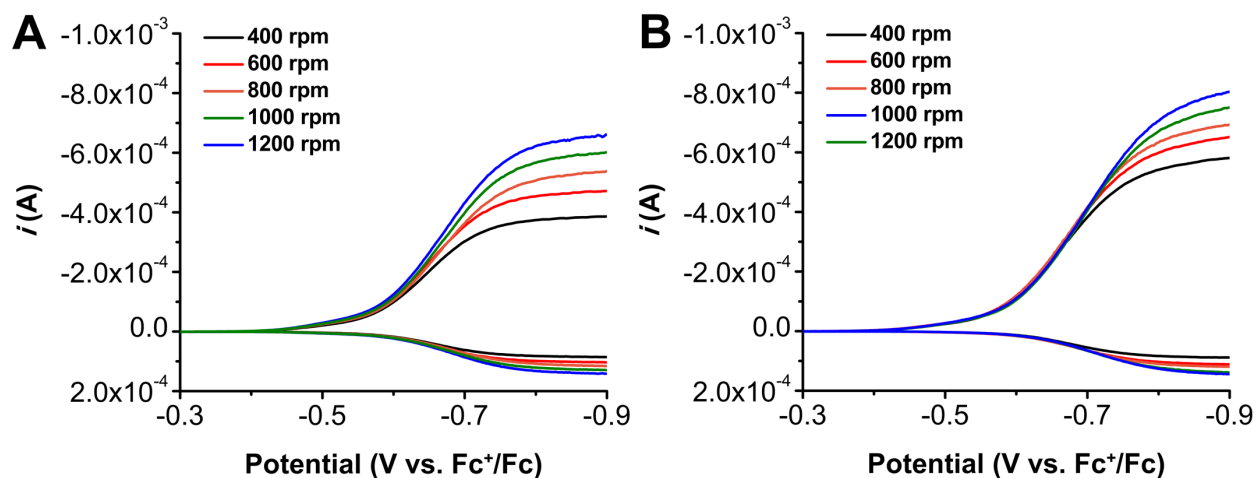 A
-1.0x10⁻³
-8.0x10⁻⁴
-6.0x10⁻⁴
-4.0x10⁻⁴
-2.0x10⁻⁴
0.0
2.0x10⁻⁴
i (A)
400 rpm
600 rpm
800 rpm
1000 rpm
1200 rpm
-0.3 -0.5 -0.7 -0.9
Potential (V vs. Fc⁺/Fc)
B
-1.0x10⁻³
-8.0x10⁻⁴
-6.0x10⁻⁴
-4.0x10⁻⁴
-2.0x10⁻⁴
0.0
2.0x10⁻⁴
i (A)
400 rpm
600 rpm
800 rpm
1000 rpm
1200 rpm
-0.3 -0.5 -0.7 -0.9
Potential (V vs. Fc⁺/Fc)